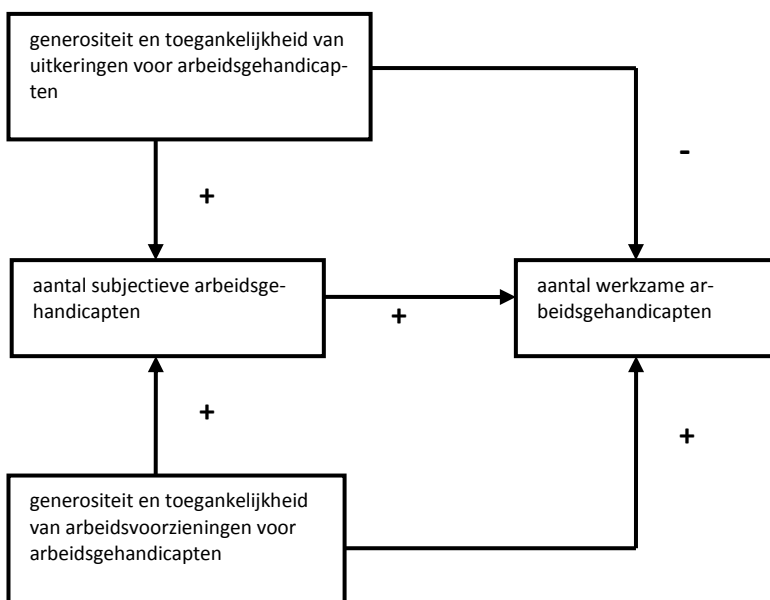 generositeit en toegankelijkheid van
uitkeringen voor arbeidsgehandicap-
ten
-
+
aantal subjectieve arbeidsge-
handicapten
+
aantal werkzame ar-
beidsgehandicapten
+
+
generositeit en toegankelijkheid
van arbeidsvoorzieningen voor
arbeidsgehandicapten